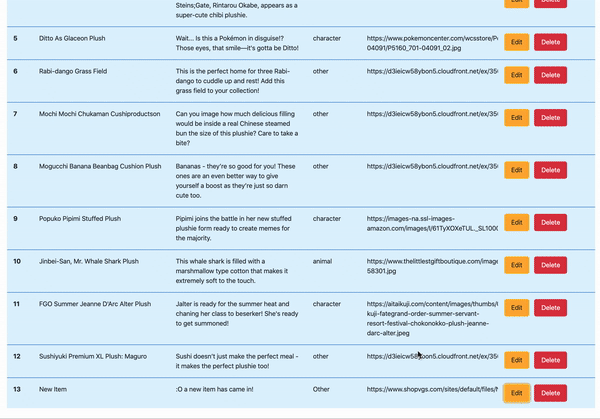 Steins;Gate, Rintarou Okabe, appears as a
super-cute chibi plushie.
5 Ditto As Glaceon Plush Wait... Is this a Pokémon in disguise!? character https://www.pokemoncenter.com/wcsstore/ Edit Delete
Those eyes, that smile—it's gotta be Ditto! 04091/P5160_701-04091_02.jpg
6 Rabi-dango Grass Field This is the perfect home for three Rabi- other https://d3ieicw58ybon5.cloudfront.net/ex/35 Edit Delete
dango to cuddle up and rest! Add this
grass field to your collection!
7 Mochi Mochi Chukaman Cushiproductson Can you image how much delicious filling other https://d3ieicw58ybon5.cloudfront.net/ex/35 Edit Delete
would be inside a real Chinese steamed
bun the size of this plushie? Care to take a
bite?
8 Mogucchi Banana Beanbag Cushion Plush Bananas - they're so good for you! These other https://d3ieicw58ybon5.cloudfront.net/ex/35 Edit Delete
ones are an even better way to give
yourself a boost as they're just so darn
cute too.
9 Popuko Pipimi Stuffed Plush Pipimi joins the battle in her new stuffed character https://images-na.ssl-images- Edit Delete
plushie form ready to create memes for amazon.com/images/I/61TyXOXeTUL._SL100
the majority.
10 Jinbei-San, Mr. Whale Shark Plush This whale shark is filled with a animal https://www.thelittlestgiftboutique.com/image Edit Delete
marshmallow type cotton that makes it 58301.jpg
extremely soft to the touch.
11 FGO Summer Jeanne D'Arc Alter Plush Jalter is ready for the summer heat and character https://aitaikuji.com/content/images/thumbs/ Edit Delete
chaning her class to beserker! She's ready kuji-fategrand-order-summer-servant-
to get summoned! resort-festival-chokonokko-plush-jeanne-
darc-alter.jpeg
12 Sushiyuki Premium XL Plush: Maguro Sushi doesn't just make the perfect meal - other https://d3ieicw58ybon5.cloudfront.net/ex/35 Edit Delete
it makes the perfect plushie too!
13 New Item :O a new item has came in! Other https://www.shopvgs.com/sites/default/files/ Edit Delete